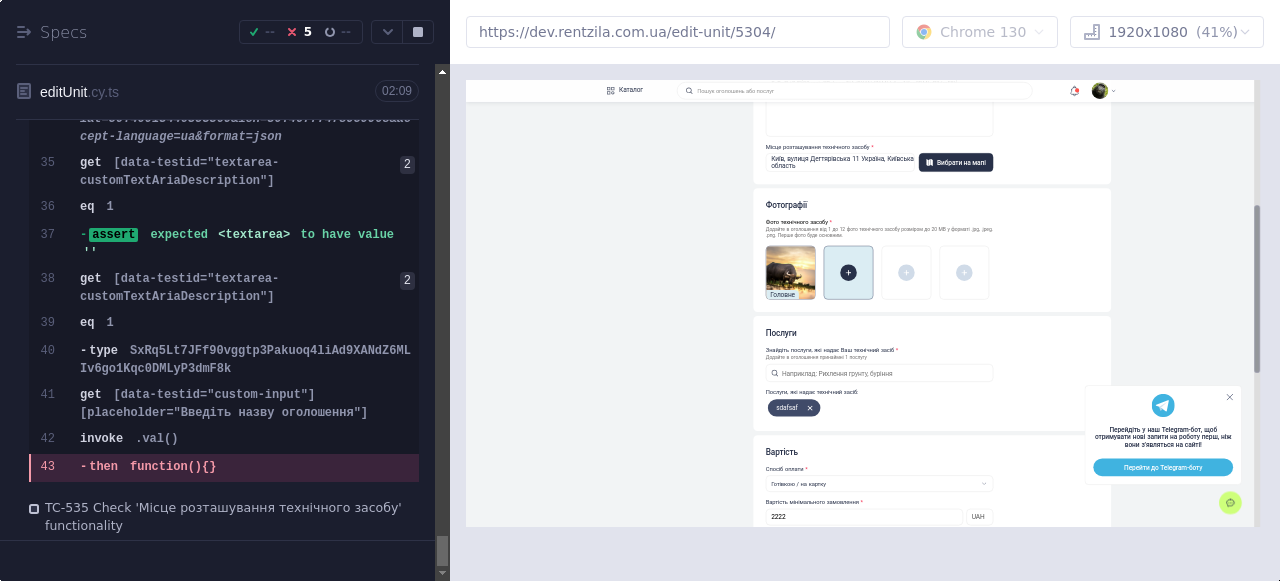 Specs
-- 5 --
https://dev.rentzila.com.ua/edit-unit/5304/
Chrome 130
1920x1080 (41%)
editUnit.cy.ts
02:09
cept-language=ua&format=json
35 get [data-testid="textarea-
customTextAriaDescription"]
2
36 eq 1
37 -assert expected <textarea> to have value
''
38 get [data-testid="textarea-
customTextAriaDescription"]
2
39 eq 1
40 -type SxRq5Lt7JFf90vggtp3Pakuoq4liAd9XANdZ6ML
Iv6go1Kqc0DMLyP3dmF8k
41 get [data-testid="custom-input"]
[placeholder="Введіть назву оголошення"]
42 invoke .val()
43 -then function(){}
TC-535 Check 'Місце розташування технічного засобу'
functionality
Каталог
Пошук оголошень або послуг
Місце розташування технічного засобу *
Київ, вулиця Дегтярівська 11 Україна, Київська
область
Вибрати на мапі
Фотографії
Фото технічного засобу *
Додайте в оголошення від 1 до 12 фото технічного засобу розміром до 20 МВ у форматі .jpg, .jpeg,
.png. Перше фото буде основним.
Головне
Послуги
Знайдіть послуги, які надає Ваш технічний засіб *
Додайте в оголошення принаймні 1 послугу
Наприклад: Рихлення грунту, буріння
Послуги, які надає технічний засіб:
sdafsaf
Вартість
Спосіб оплати *
Готівкою / на картку
Вартість мінімального замовлення *
2222
UAH
Перейдіть у наш Telegram-бот, щоб
отримувати нові запити на роботу перш, ніж
вони з'являться на сайті!
Перейти до Telegram-боту